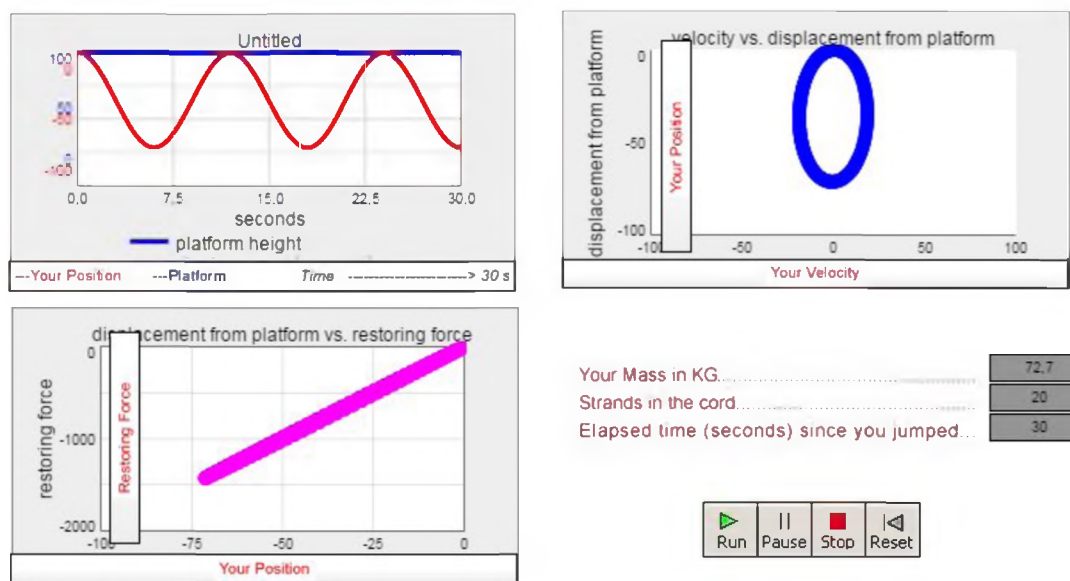 Untitled
100
0
50
-50
0
-100
0.0 7.5 15.0 22.5 30.0
seconds
platform height
---Your Position ---Platform Time ---------------------> 30 s
velocity vs. displacement from platform
displacement from platform
Your Position
0
-50
-100
-100 -50 0 50 100
Your Velocity
displacement from platform vs. restoring force
restoring force
Restoring Force
0
-1000
-2000
-100 -75 -50 -25 0
Your Position
Your Mass in KG 72,7
Strands in the cord 20
Elapsed time (seconds) since you jumped... 30
Run Pause Stop Reset